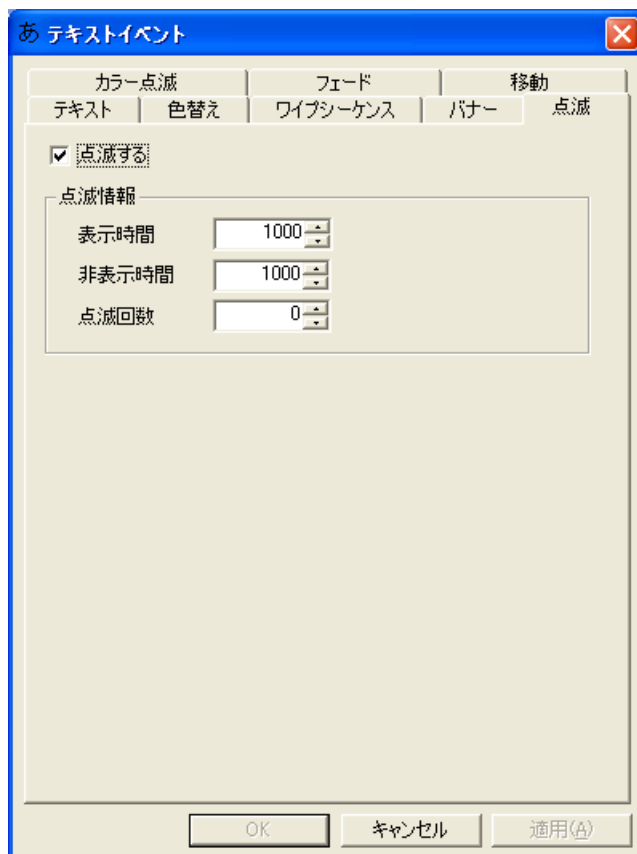 あ テキストイベント
カラー点滅 フェード 移動
テキスト 色替え ワイプシーケンス バナー 点滅
点滅する
点滅情報
表示時間 1000
非表示時間 1000
点滅回数 0
OK キャンセル 適用(A)